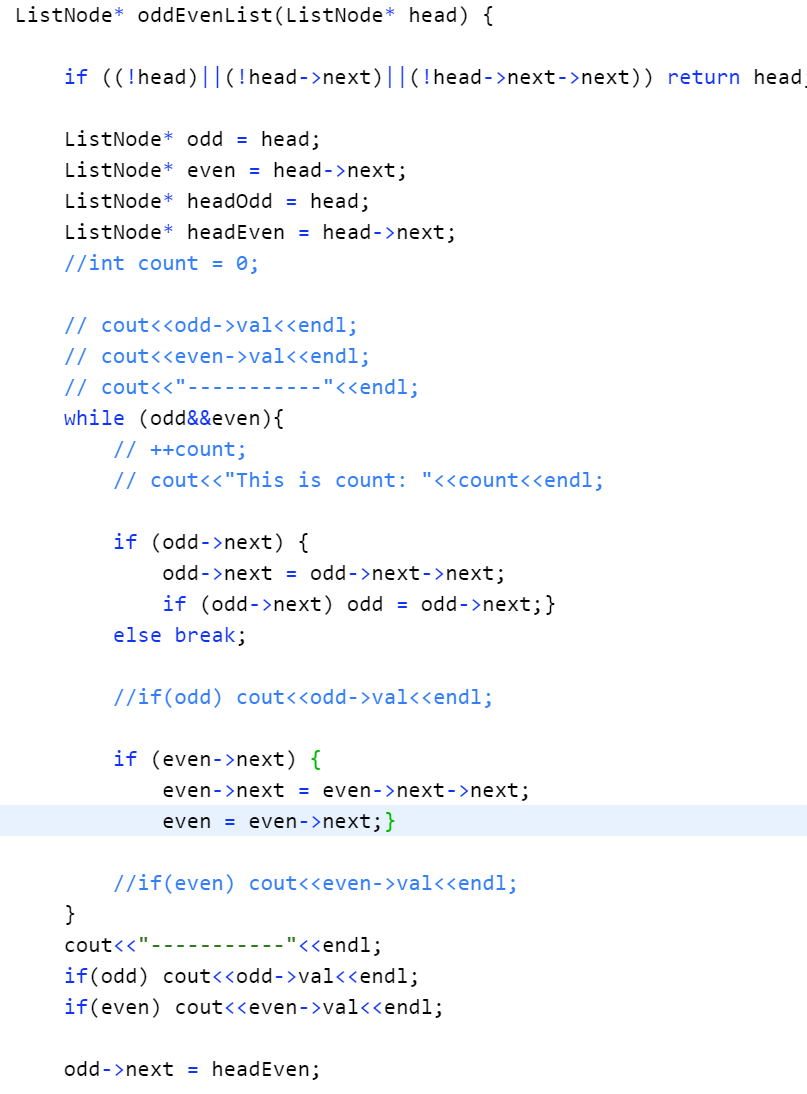 ListNode* oddEvenList(ListNode* head) {
if ((!head)||(!head->next)||(!head->next->next)) return head;
ListNode* odd = head;
ListNode* even = head->next;
ListNode* headOdd = head;
ListNode* headEven = head->next;
//int count = 0;
// cout<<odd->val<<endl;
// cout<<even->val<<endl;
// cout<<"-----------"<<endl;
while (odd&&even){
// ++count;
// cout<<"This is count: "<<count<<endl;
if (odd->next) {
odd->next = odd->next->next;
if (odd->next) odd = odd->next;}
else break;
//if(odd) cout<<odd->val<<endl;
if (even->next) {
even->next = even->next->next;
even = even->next;}
//if(even) cout<<even->val<<endl;
}
cout<<"-----------"<<endl;
if(odd) cout<<odd->val<<endl;
if(even) cout<<even->val<<endl;
odd->next = headEven;